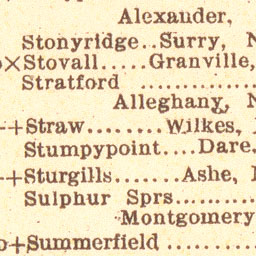 Alexander,
Stonyridge..Surry, N
×Stovall.....Granville,
Stratford ..............
Alleghany, N
-+Straw........Wilkes,
Stumpypoint....Dare,
-+Sturgills......Ashe,
Sulphur Sprs..........
Montgomery
o+Summerfield .........